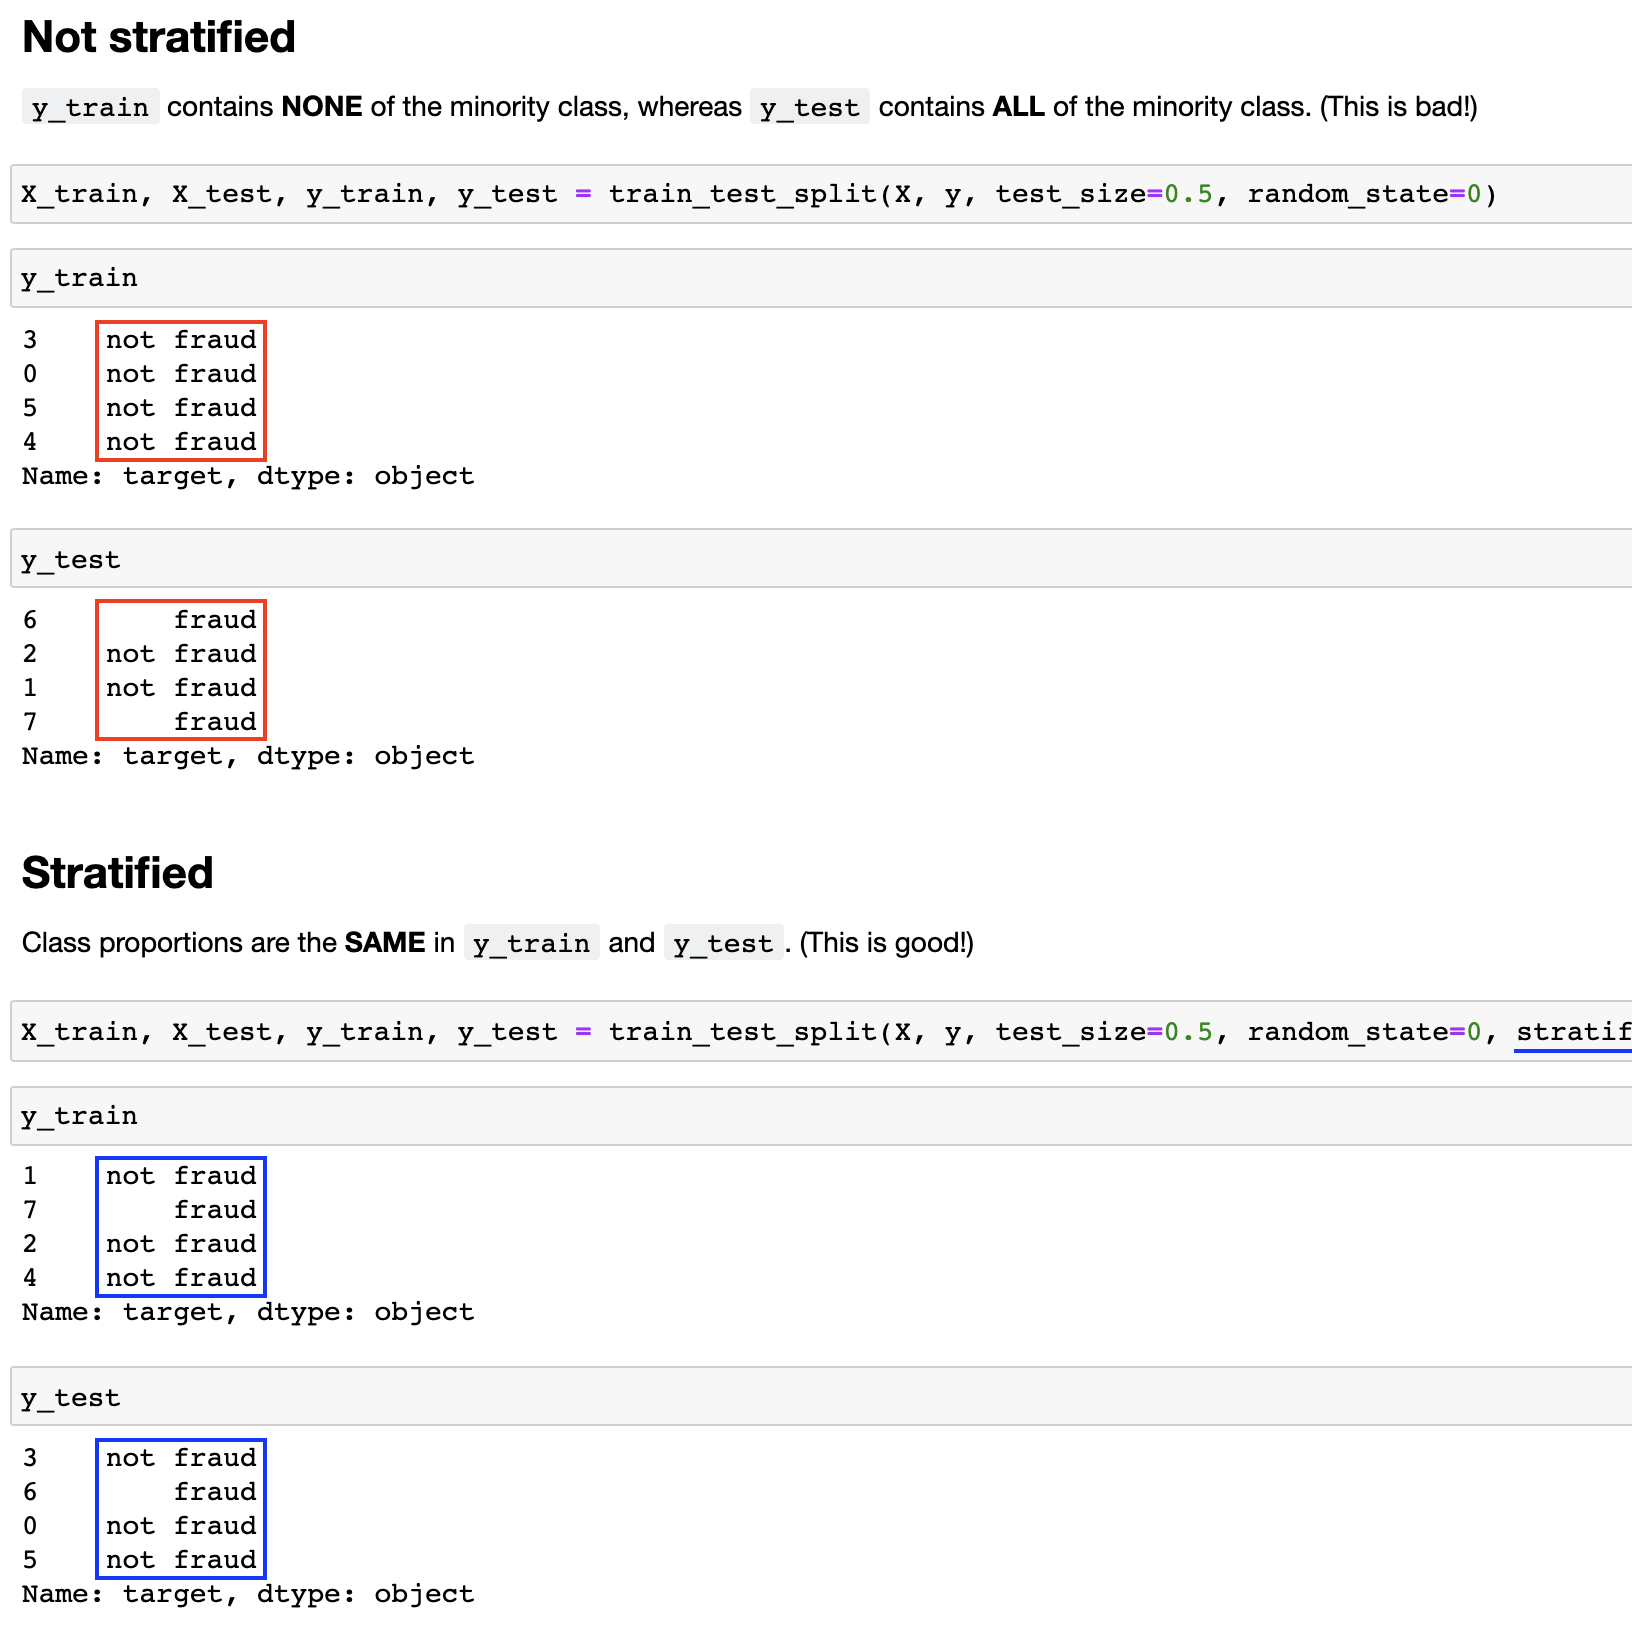 Not stratified
y_train contains NONE of the minority class, whereas y_test contains ALL of the minority class. (This is bad!)
X_train, X_test, y_train, y_test = train_test_split(X, y, test_size=0.5, random_state=0)
y_train
3    not fraud
0    not fraud
5    not fraud
4    not fraud
Name: target, dtype: object
y_test
6        fraud
2    not fraud
1    not fraud
7        fraud
Name: target, dtype: object
Stratified
Class proportions are the SAME in y_train and y_test. (This is good!)
X_train, X_test, y_train, y_test = train_test_split(X, y, test_size=0.5, random_state=0, stratif
y_train
1    not fraud
7        fraud
2    not fraud
4    not fraud
Name: target, dtype: object
y_test
3    not fraud
6        fraud
0    not fraud
5    not fraud
Name: target, dtype: object